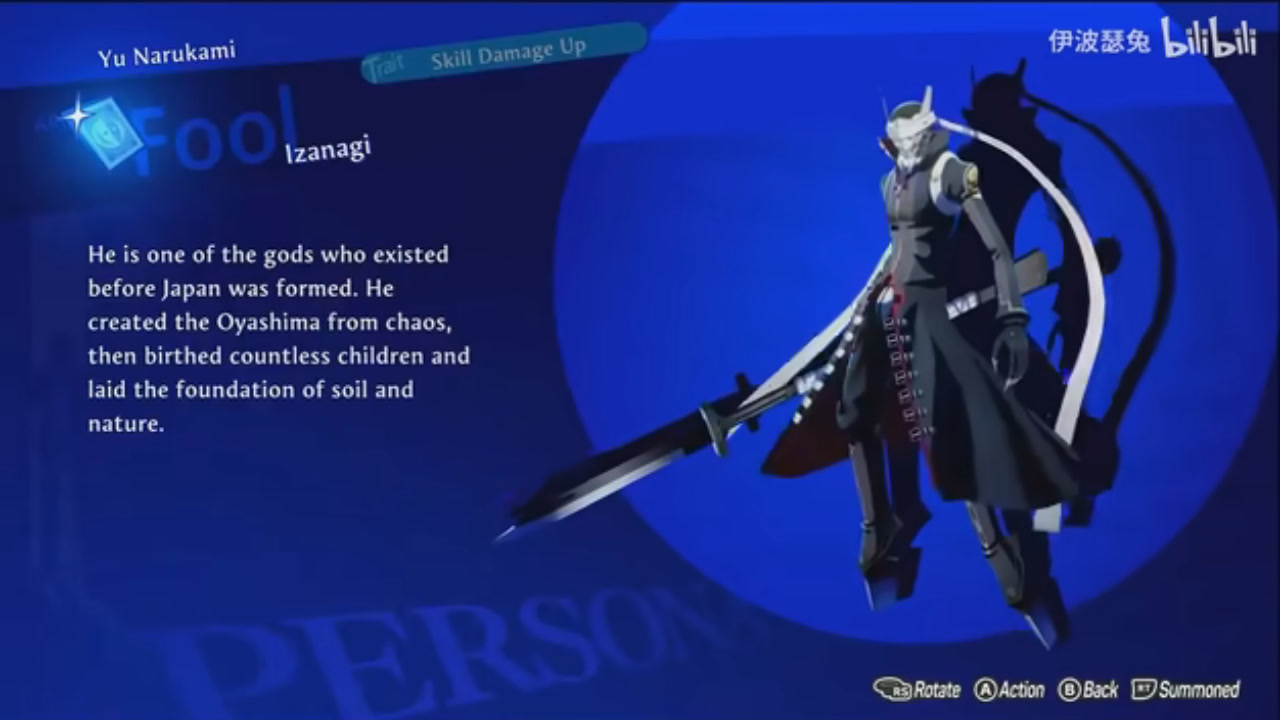 Yu Narukami
Trait Skill Damage Up
伊波瑟兔 bilibili
Fool
Izanagi
He is one of the gods who existed
before Japan was formed. He
created the Oyashima from chaos,
then birthed countless children and
laid the foundation of soil and
nature.
PERSONA
RS Rotate A Action B Back RT Summoned